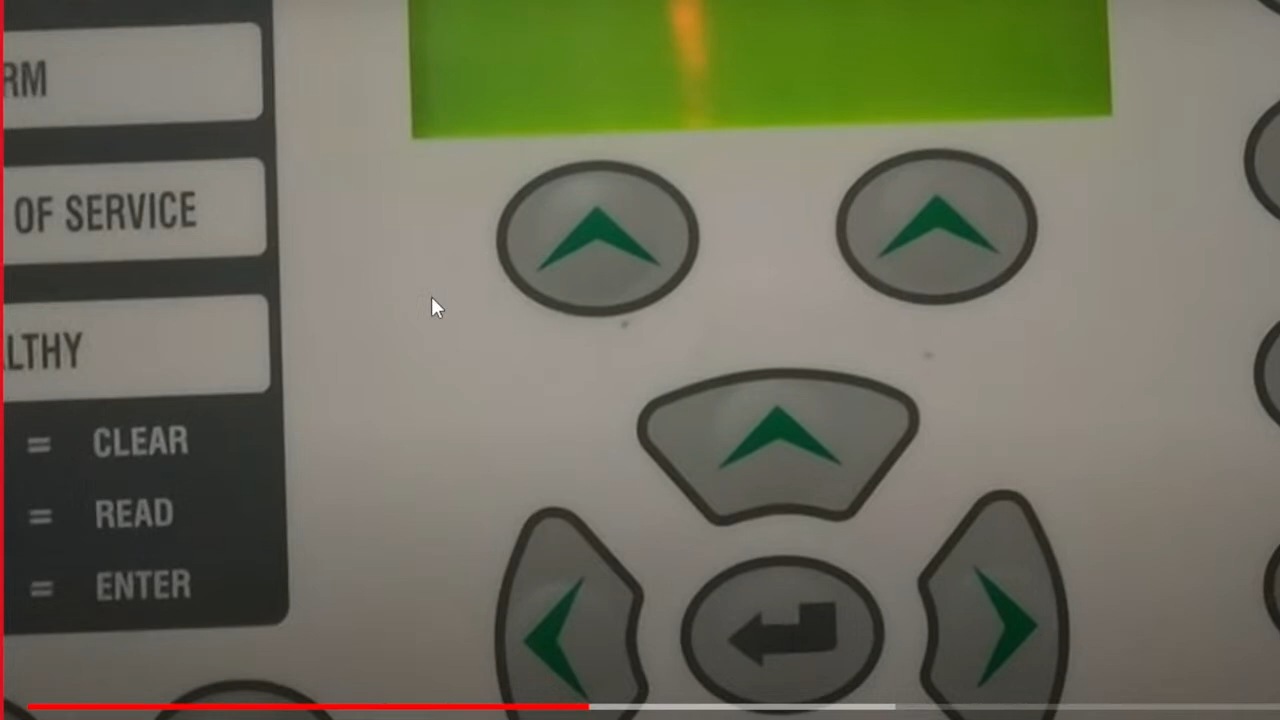 RM
OF SERVICE
LTHY
= CLEAR
= READ
= ENTER